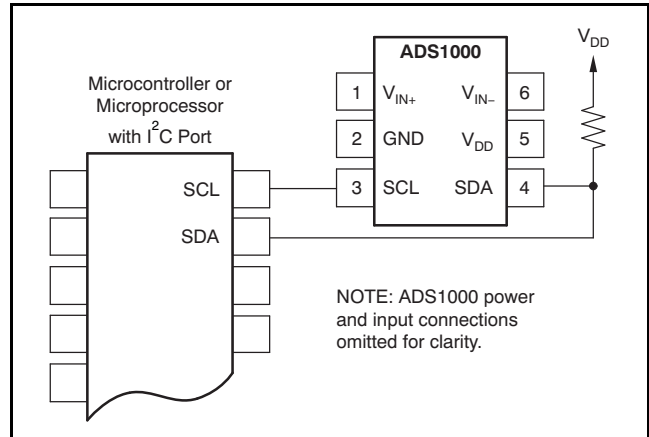 Microcontroller or
Microprocessor
with I²C Port
SCL
SDA
ADS1000
1 V_IN+ V_IN– 6
2 GND V_DD 5
3 SCL SDA 4
V_DD
NOTE: ADS1000 power
and input connections
omitted for clarity.